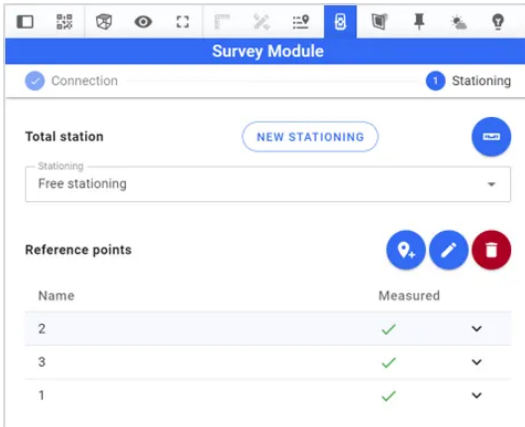 Survey Module
Connection
1 Stationing
Total station
NEW STATIONING
Stationing
Free stationing
Reference points
Name Measured
2
3
1